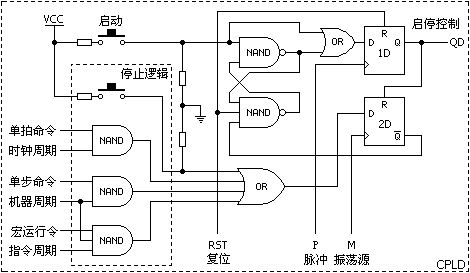 VCC
启动
启停控制
NAND
OR
R
D
Q
1D
QD
停止逻辑
NAND
R
D
2D
Q
单拍命令
时钟周期
NAND
单步命令
机器周期
NAND
OR
宏运行令
指令周期
NAND
RST
复位
P
脉冲
M
振荡源
CPLD